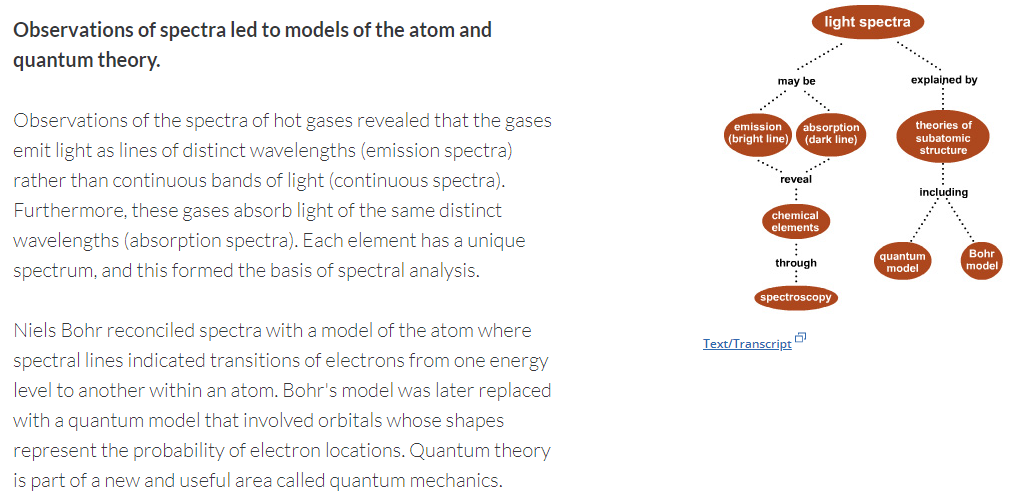 Observations of spectra led to models of the atom and
quantum theory.
Observations of the spectra of hot gases revealed that the gases
emit light as lines of distinct wavelengths (emission spectra)
rather than continuous bands of light (continuous spectra).
Furthermore, these gases absorb light of the same distinct
wavelengths (absorption spectra). Each element has a unique
spectrum, and this formed the basis of spectral analysis.
Niels Bohr reconciled spectra with a model of the atom where
spectral lines indicated transitions of electrons from one energy
level to another within an atom. Bohr's model was later replaced
with a quantum model that involved orbitals whose shapes
represent the probability of electron locations. Quantum theory
is part of a new and useful area called quantum mechanics.
light spectra
may be
explained by
emission
(bright line)
absorption
(dark line)
theories of
subatomic
structure
reveal
including
chemical
elements
through
quantum
model
Bohr
model
spectroscopy
Text/Transcript